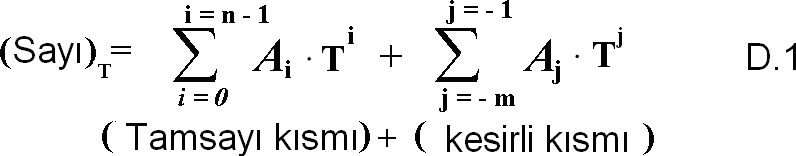 i = n - 1 j = - 1
(Sayı)T= ∑ Ai · T^i + ∑ Aj · T^j D.1
i = 0 j = - m
( Tamsayı kısmı) + ( kesirli kısmı )